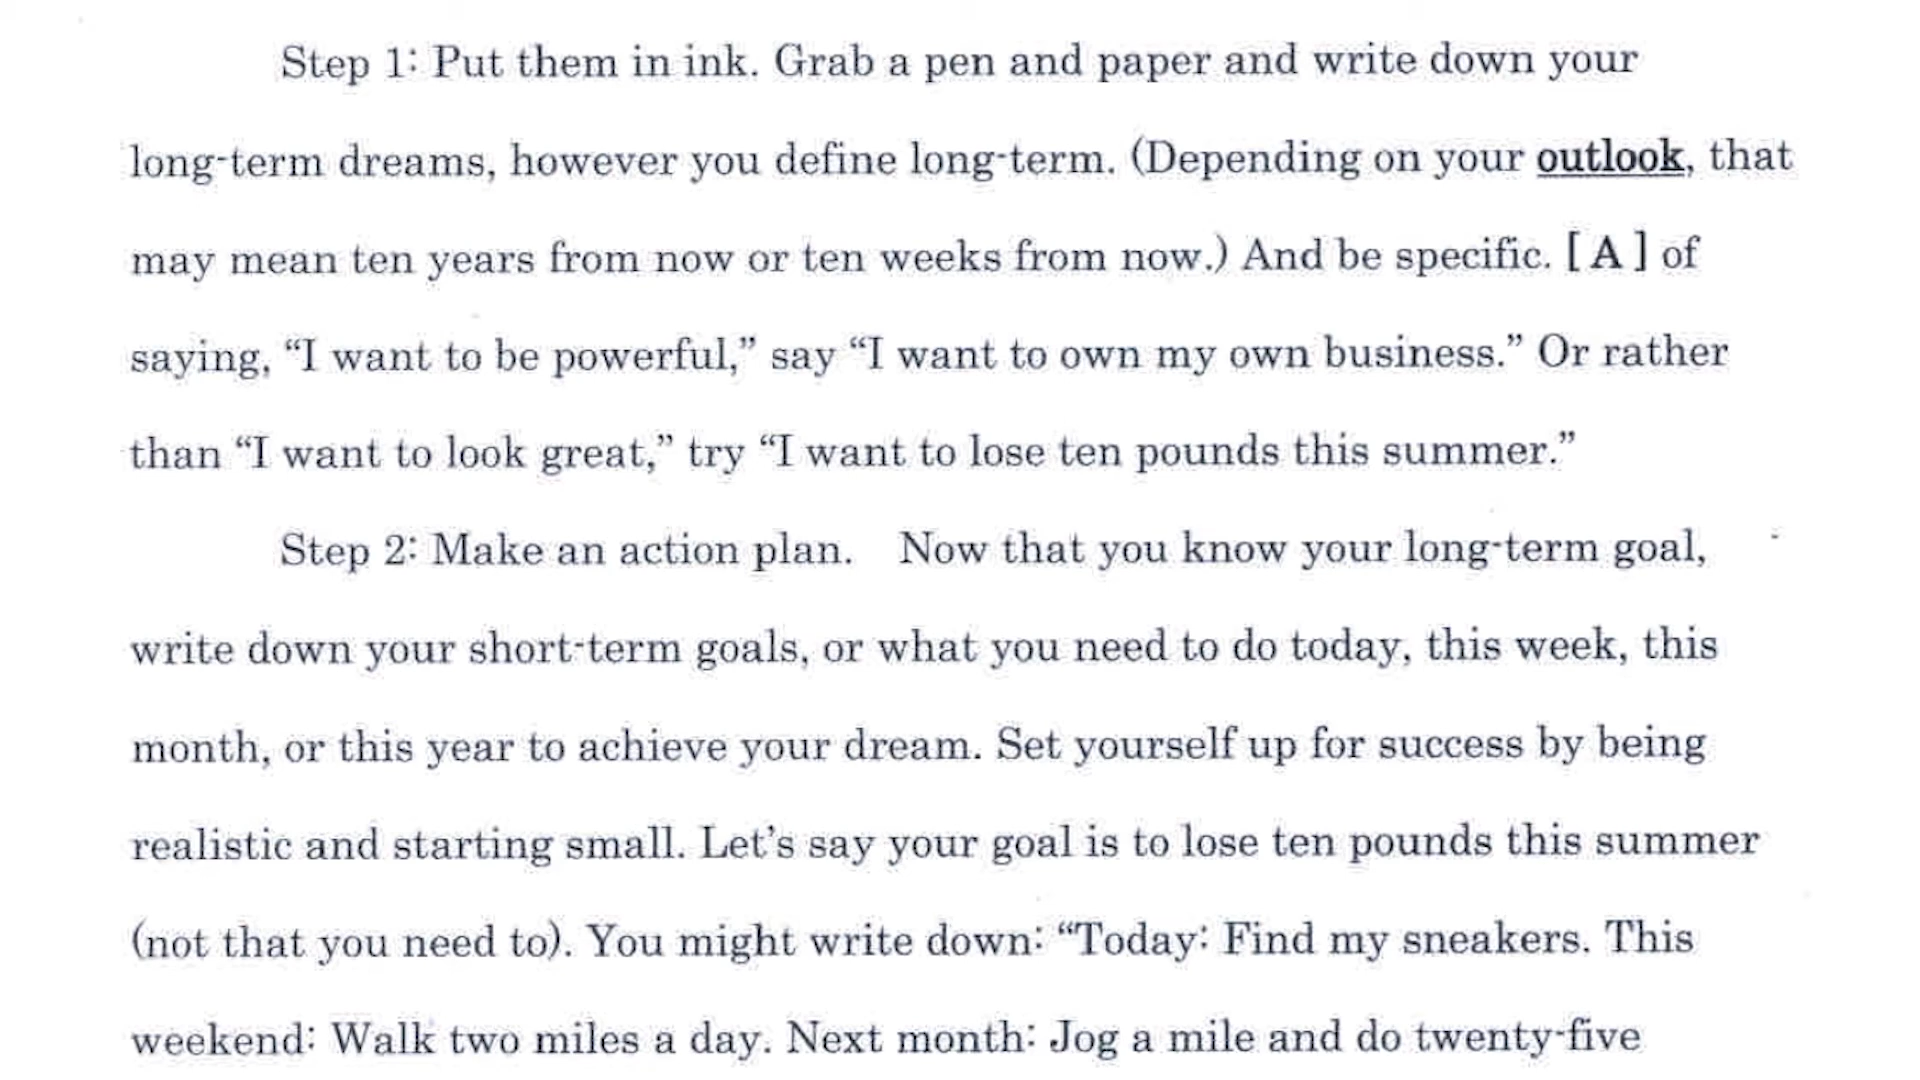 Step 1: Put them in ink. Grab a pen and paper and write down your
long-term dreams, however you define long-term. (Depending on your outlook, that
may mean ten years from now or ten weeks from now.) And be specific. [ A ] of
saying, “I want to be powerful,” say “I want to own my own business.” Or rather
than “I want to look great,” try “I want to lose ten pounds this summer.”
Step 2: Make an action plan. Now that you know your long-term goal,
write down your short-term goals, or what you need to do today, this week, this
month, or this year to achieve your dream. Set yourself up for success by being
realistic and starting small. Let’s say your goal is to lose ten pounds this summer
(not that you need to). You might write down: “Today: Find my sneakers. This
weekend: Walk two miles a day. Next month: Jog a mile and do twenty-five